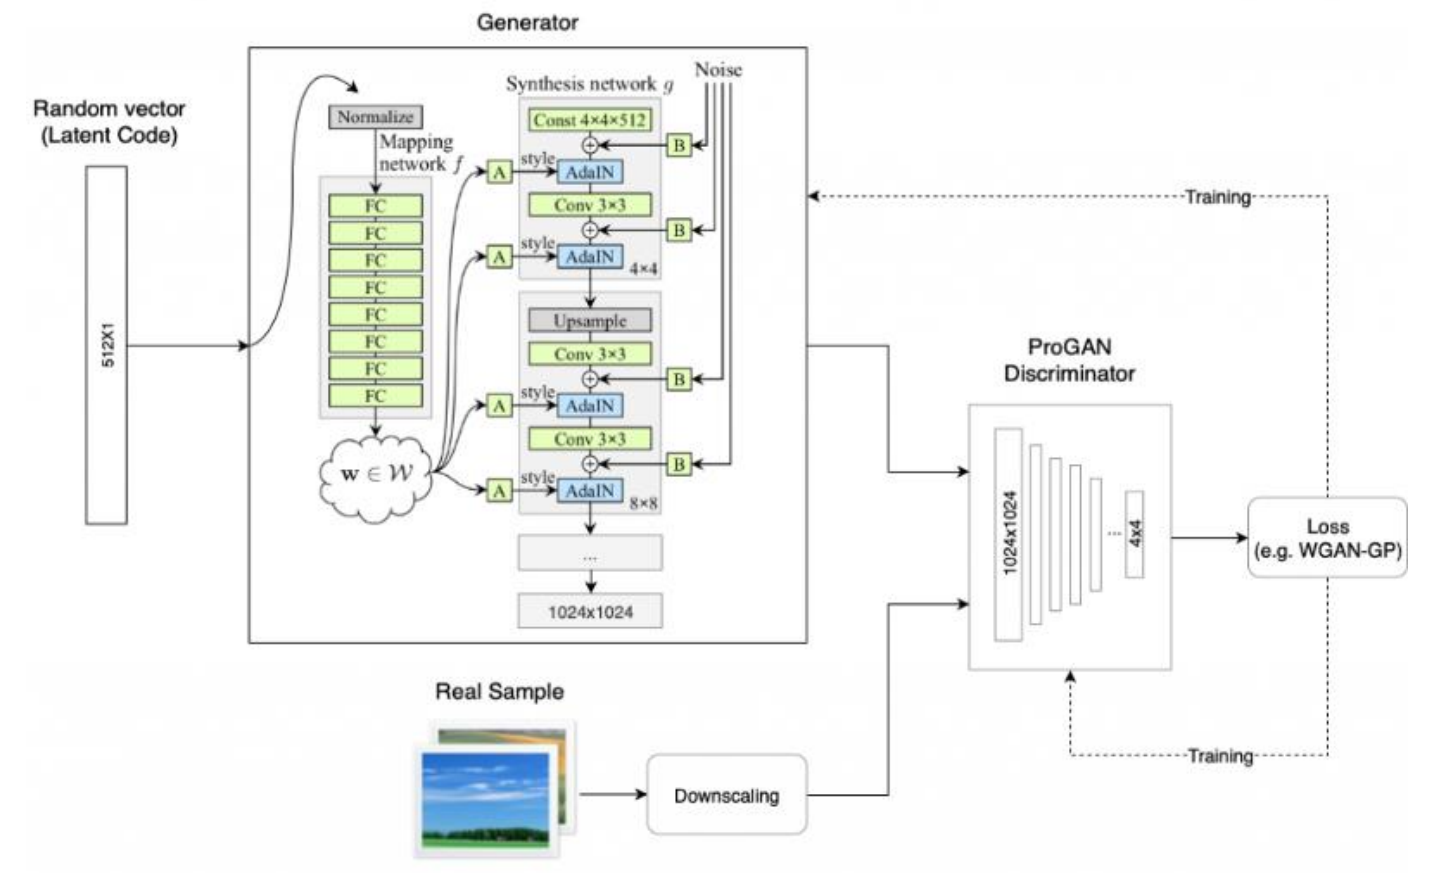 Generator
Random vector
(Latent Code)
512X1
Normalize
Mapping
network f
FC
FC
FC
FC
FC
FC
FC
FC
w ∈ W
Synthesis network g
Noise
Const 4×4×512
B
A
style
AdaIN
Conv 3×3
B
A
style
AdaIN
4×4
Upsample
Conv 3×3
B
A
style
AdaIN
Conv 3×3
B
A
style
AdaIN
8×8
...
1024x1024
Training
ProGAN
Discriminator
1024x1024
...
4x4
Loss
(e.g. WGAN-GP)
Training
Real Sample
Downscaling